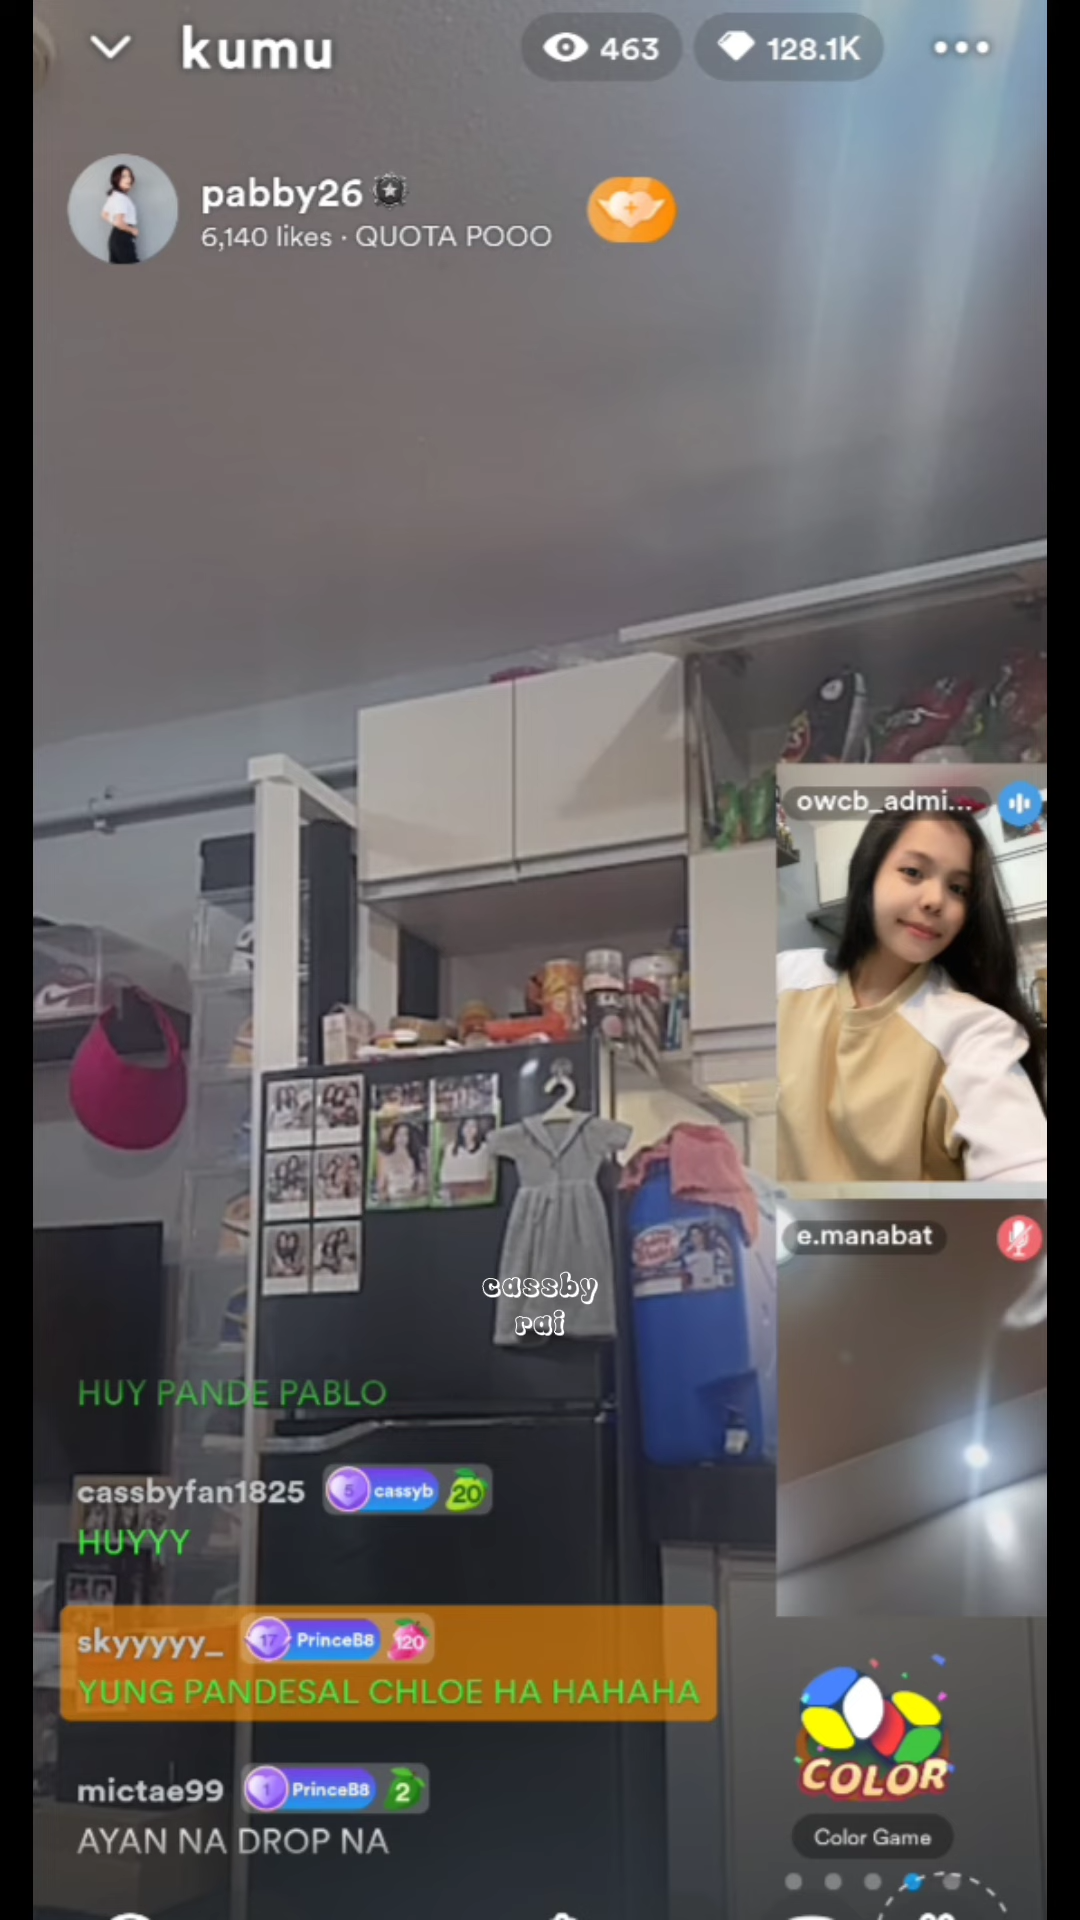 kumu
463
128.1K
pabby26
6,140 likes · QUOTA POOO
owcb_admi...
e.manabat
cassby
rai
HUY PANDE PABLO
cassbyfan1825 5 cassyb 20
HUYYY
skyyyyy_ 17 PrinceB8 120
YUNG PANDESAL CHLOE HA HAHAHA
mictae99 1 PrinceB8 2
AYAN NA DROP NA
COLOR
Color Game